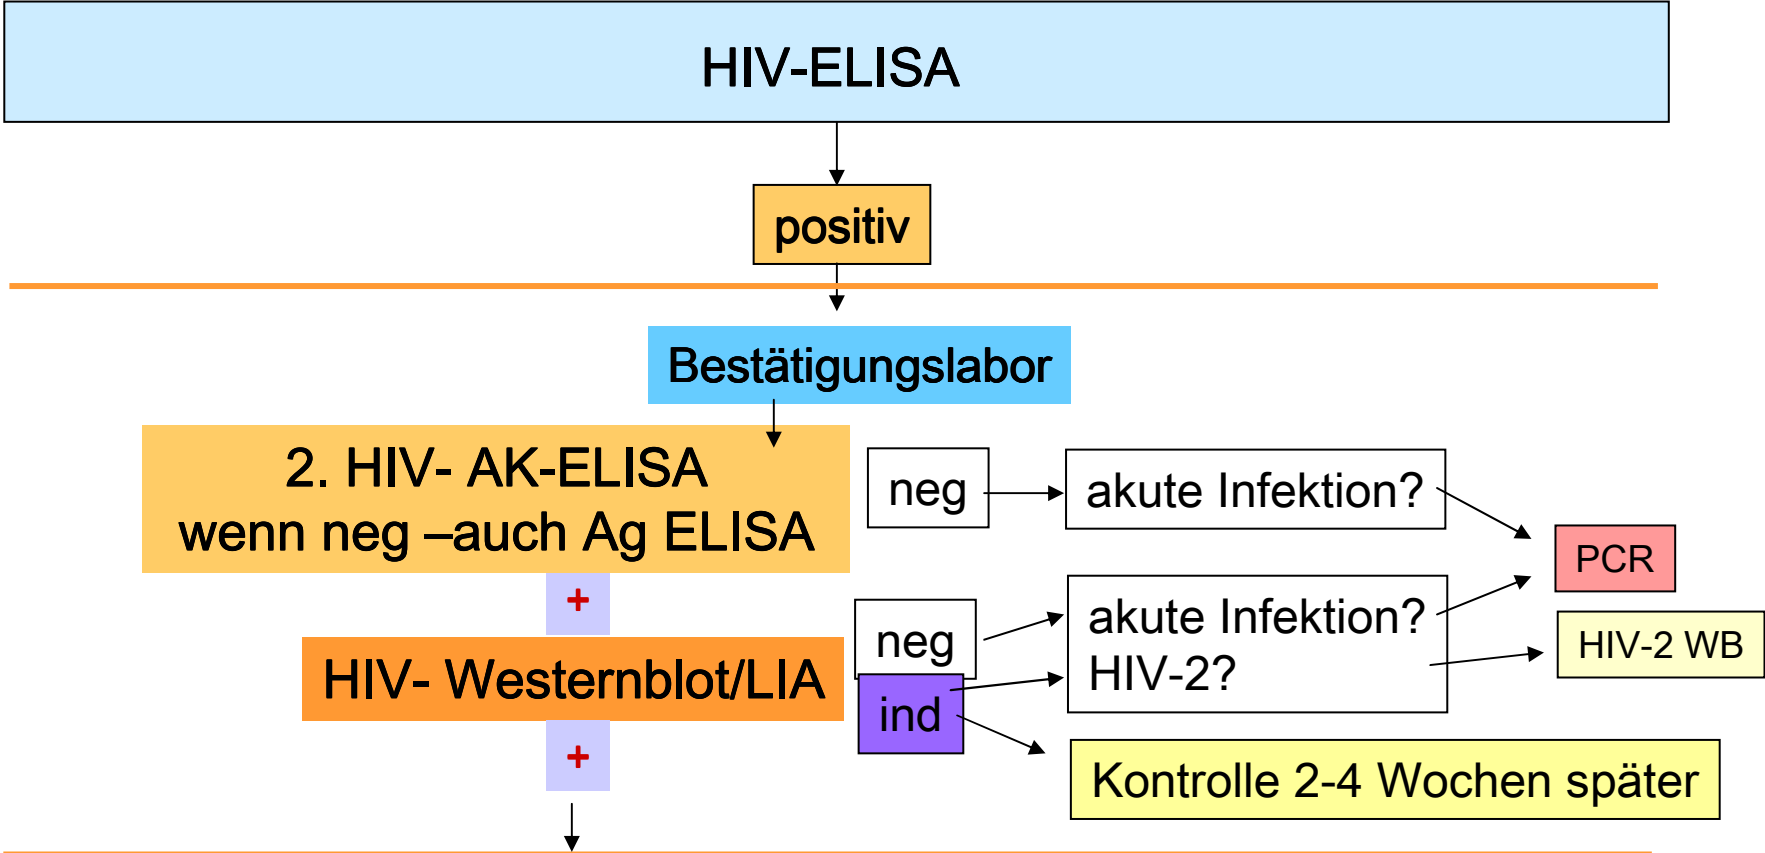 HIV-ELISA
positiv
Bestätigungslabor
2. HIV- AK-ELISA
wenn neg –auch Ag ELISA
neg
akute Infektion?
PCR
+
neg
akute Infektion?
HIV-2?
HIV-2 WB
HIV- Westernblot/LIA
ind
+
Kontrolle 2-4 Wochen später